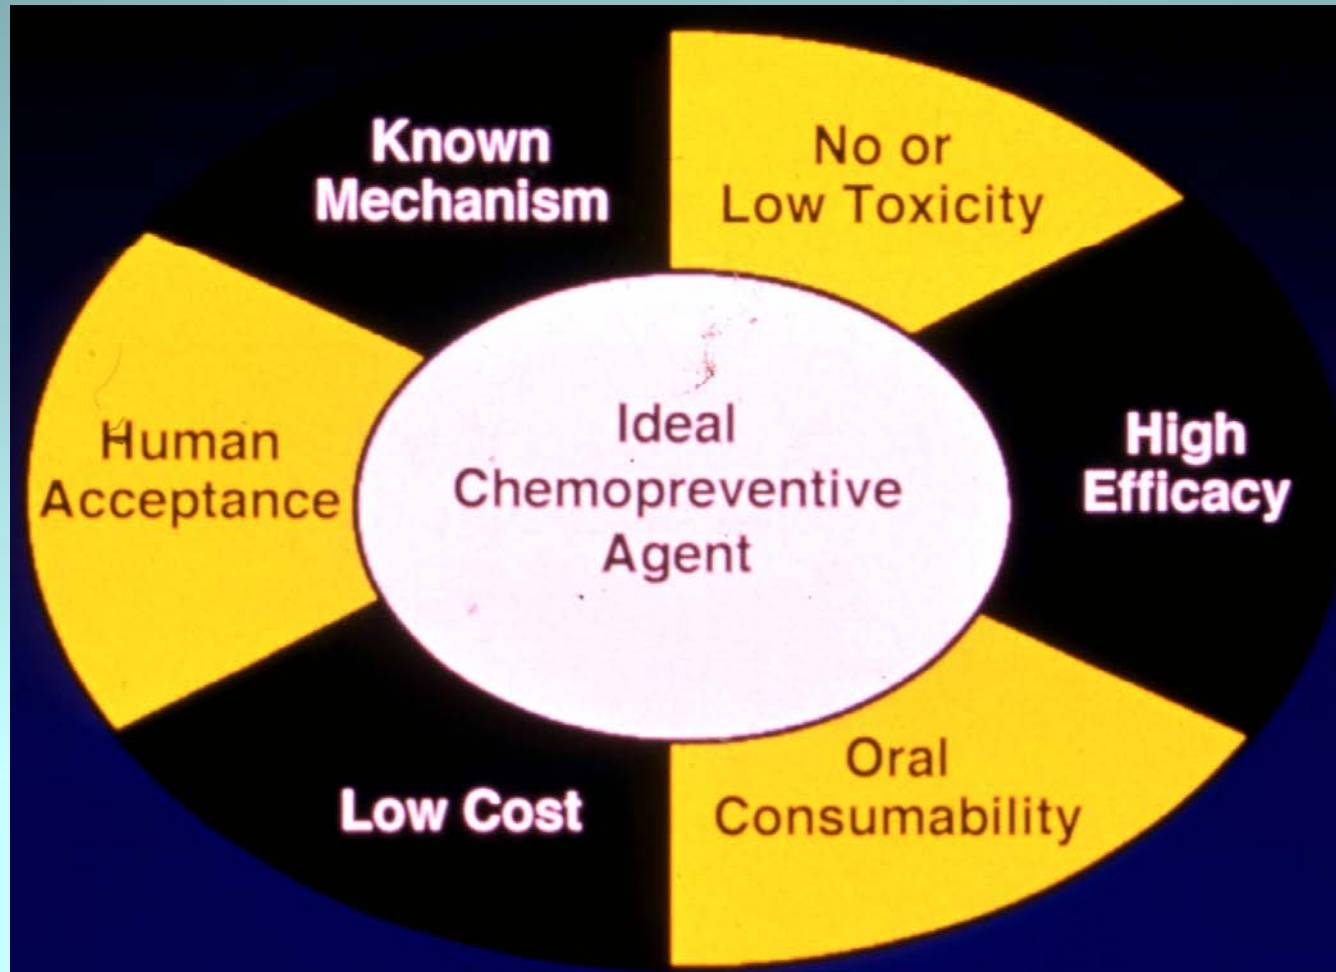 Known
Mechanism
No or
Low Toxicity
High
Efficacy
Oral
Consumability
Low Cost
Human
Acceptance
Ideal
Chemopreventive
Agent